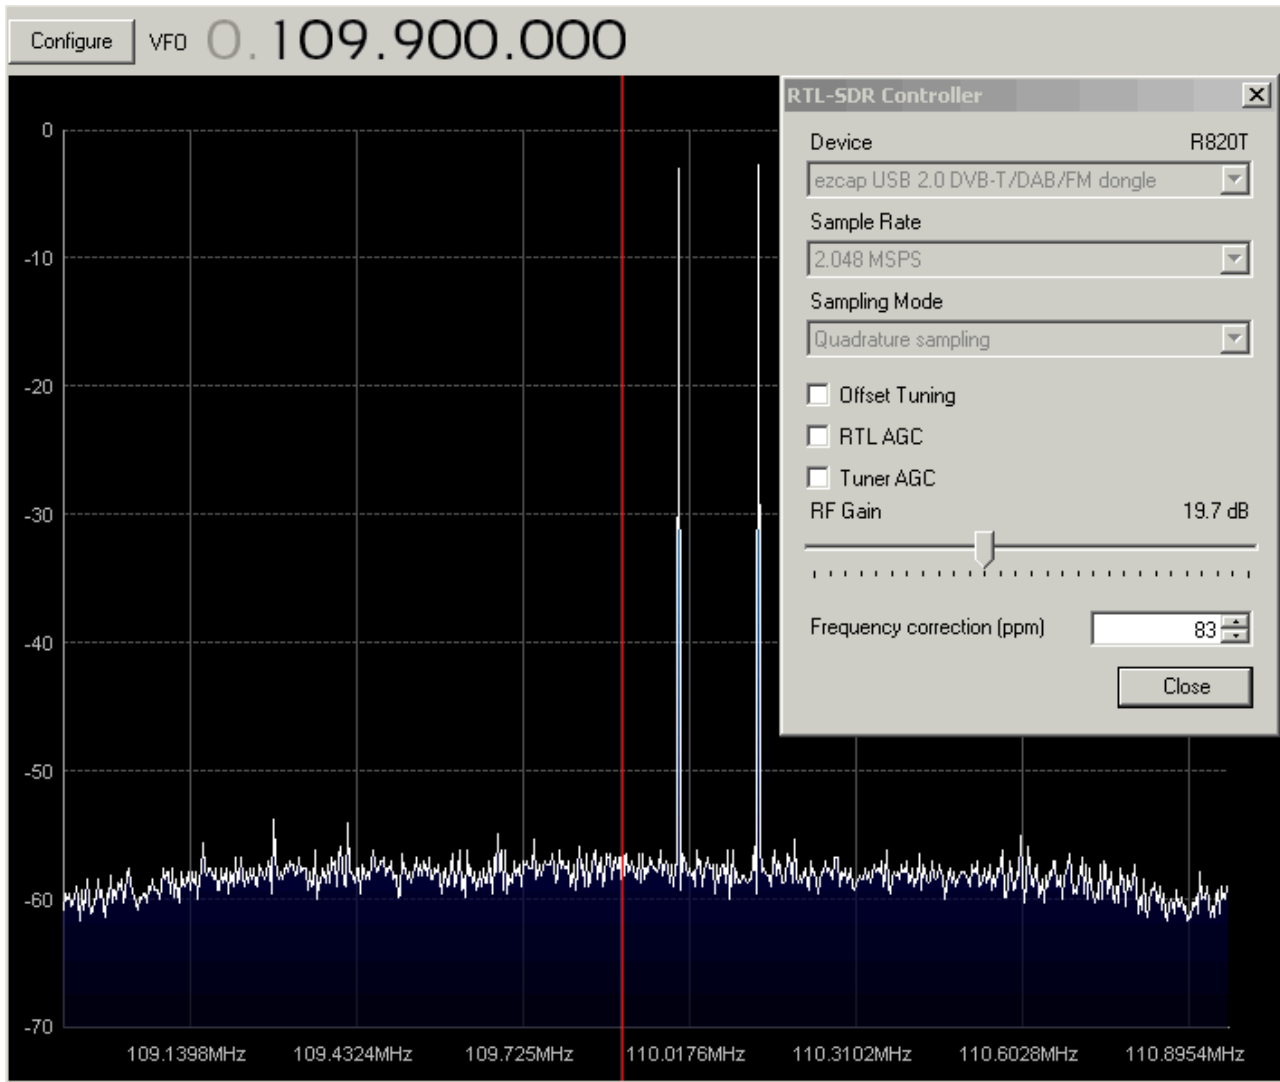 Configure VFO 0.109.900.000
RTL-SDR Controller
Device R820T
ezcap USB 2.0 DVB-T/DAB/FM dongle
Sample Rate
2.048 MSPS
Sampling Mode
Quadrature sampling
Offset Tuning
RTL AGC
Tuner AGC
RF Gain 19.7 dB
Frequency correction (ppm) 83
Close
0
-10
-20
-30
-40
-50
-60
-70
109.1398MHz 109.4324MHz 109.725MHz 110.0176MHz 110.3102MHz 110.6028MHz 110.8954MHz